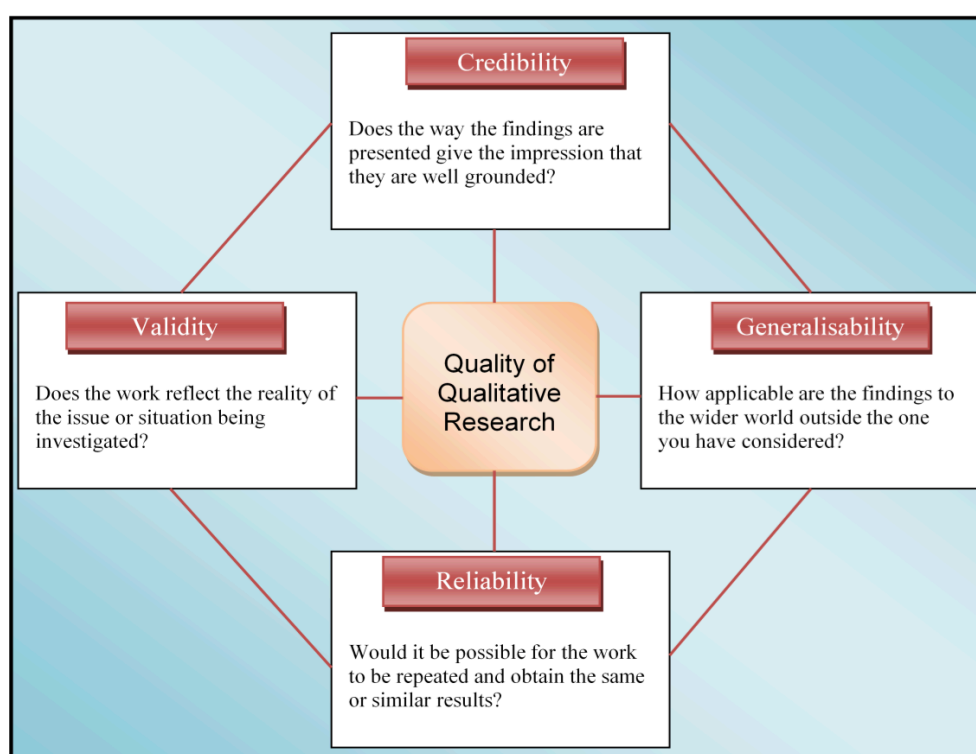 Credibility
Does the way the findings are
presented give the impression that
they are well grounded?
Validity
Does the work reflect the reality of
the issue or situation being
investigated?
Quality of
Qualitative
Research
Generalisability
How applicable are the findings to
the wider world outside the one
you have considered?
Reliability
Would it be possible for the work
to be repeated and obtain the same
or similar results?